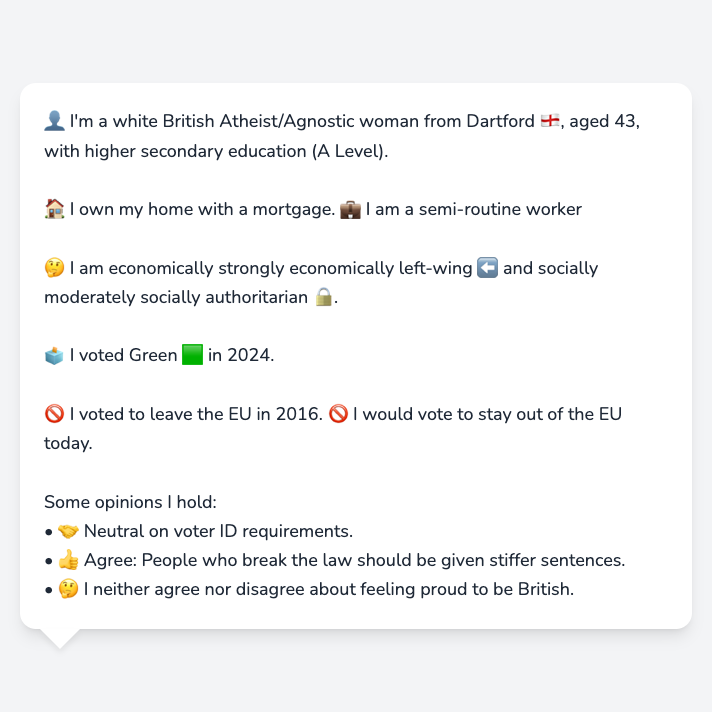 👤 I'm a white British Atheist/Agnostic woman from Dartford 🏴󠁧󠁢󠁥󠁮󠁧󠁿, aged 43,
with higher secondary education (A Level).
🏠 I own my home with a mortgage. 💼 I am a semi-routine worker
🤔 I am economically strongly economically left-wing ⬅️ and socially
moderately socially authoritarian 🔒.
🗳️ I voted Green 🟩 in 2024.
🚫 I voted to leave the EU in 2016. 🚫 I would vote to stay out of the EU
today.
Some opinions I hold:
• 🤝 Neutral on voter ID requirements.
• 👍 Agree: People who break the law should be given stiffer sentences.
• 🤔 I neither agree nor disagree about feeling proud to be British.